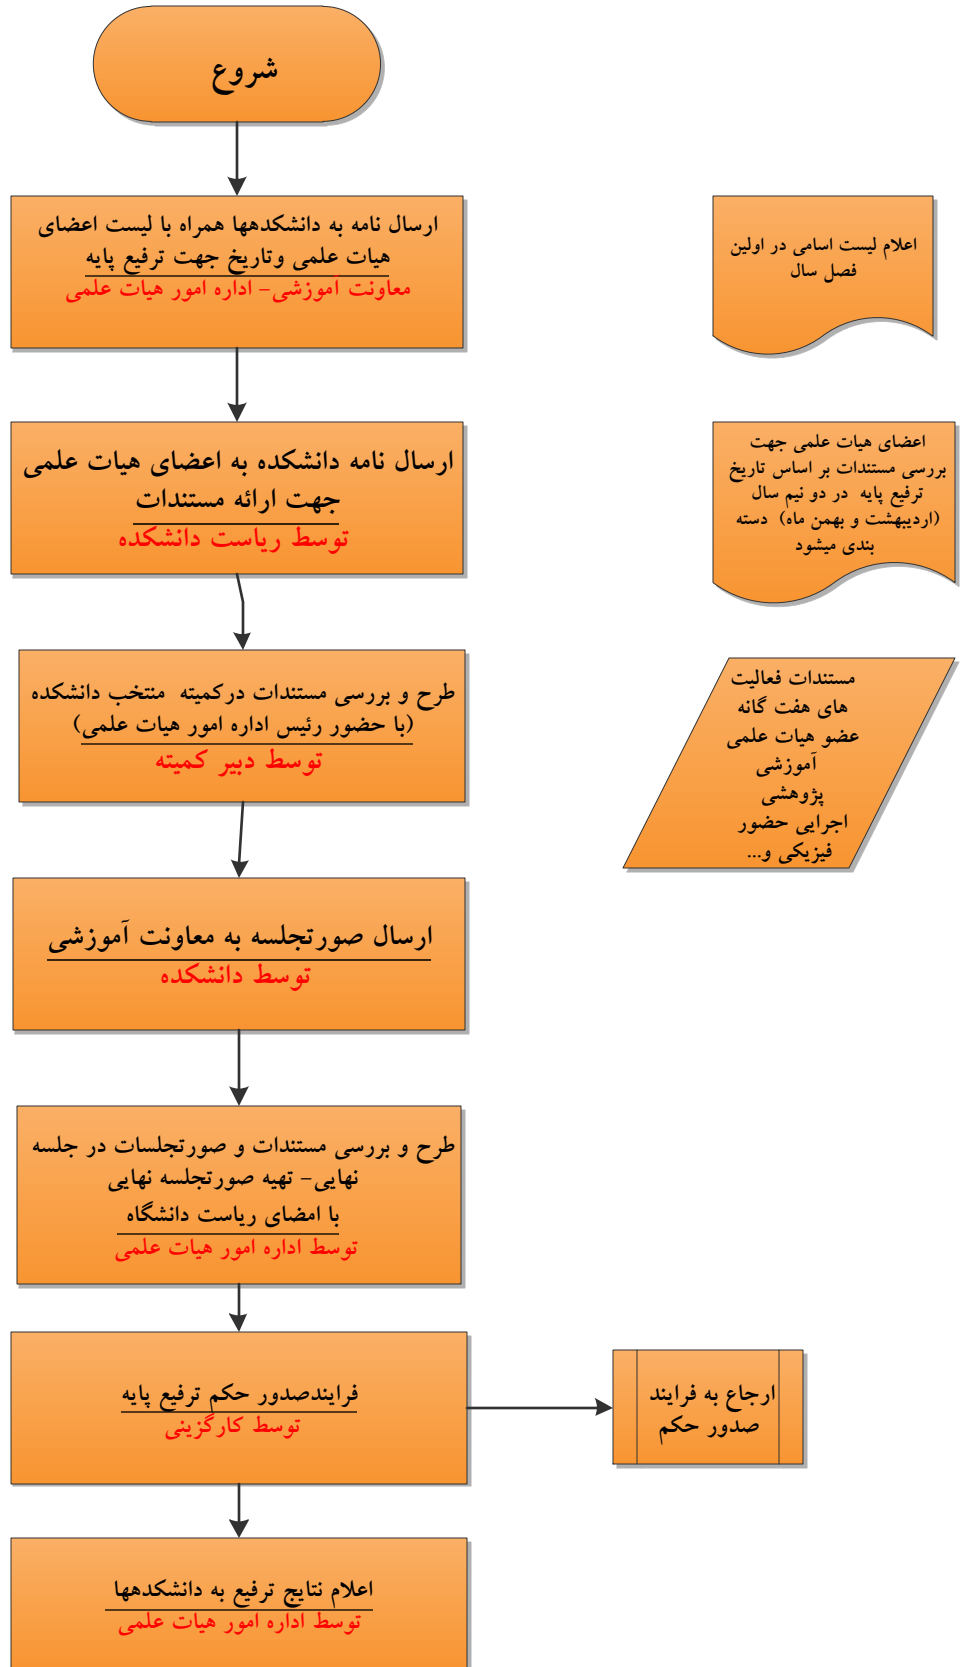 شروع
ارسال نامه به دانشکدهها همراه با لیست اعضای
هیات علمی وتاریخ جهت ترفیع پایه
معاونت آموزشی- اداره امور هیات علمی
اعلام لیست اسامی در اولین
فصل سال
ارسال نامه دانشکده به اعضای هیات علمی
جهت ارائه مستندات
توسط ریاست دانشکده
اعضای هیات علمی جهت
بررسی مستندات بر اساس تاریخ
ترفیع پایه در دو نیم سال
(اردیبهشت و بهمن ماه) دسته
بندی میشود
طرح و بررسی مستندات درکمیته منتخب دانشکده
(با حضور رئیس اداره امور هیات علمی)
توسط دبیر کمیته
مستندات فعالیت
های هفت گانه
عضو هیات علمی
آموزشی
پژوهشی
اجرایی حضور
فیزیکی و...
ارسال صورتجلسه به معاونت آموزشی
توسط دانشکده
طرح و بررسی مستندات و صورتجلسات در جلسه
نهایی- تهیه صورتجلسه نهایی
با امضای ریاست دانشگاه
توسط اداره امور هیات علمی
فرایندصدور حکم ترفیع پایه
توسط کارگزینی
ارجاع به فرایند
صدور حکم
اعلام نتایج ترفیع به دانشکدهها
توسط اداره امور هیات علمی